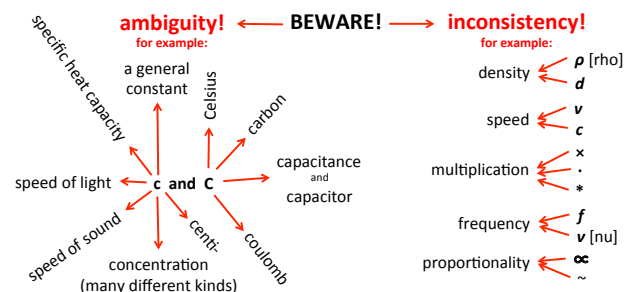 ambiguity! BEWARE! inconsistency!
for example:
for example:
specific heat capacity
a general
constant
Celsius
carbon
speed of light
c and C
capacitance
and
capacitor
speed of sound
centi-
coulomb
concentration
(many different kinds)
density
ρ [rho]
d
speed
v
c
multiplication
×
·
*
frequency
f
ν [nu]
proportionality
∝
~